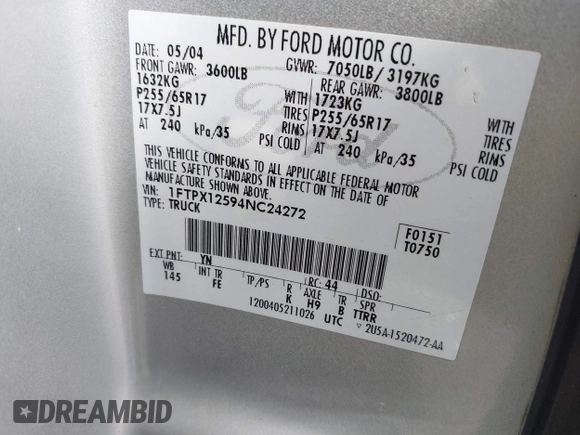 MFD. BY FORD MOTOR CO.
DATE: 05/04 GVWR: 7050LB/3197KG
FRONT GAWR: 3600LB REAR GAWR: 3800LB
1632KG WITH 1723KG WITH
P255/65R17 TIRES P255/65R17 TIRES
17X7.5J RIMS 17X7.5J RIMS
AT 240 kPa/35 PSI COLD AT 240 kPa/35 PSI COLD
THIS VEHICLE CONFORMS TO ALL APPLICABLE FEDERAL MOTOR
VEHICLE SAFETY STANDARDS IN EFFECT ON THE DATE OF
MANUFACTURE SHOWN ABOVE.
VIN: 1FTPX12594NC24272
TYPE: TRUCK
F0151
T0750
EXT PNT: YN RC: 44 DSO:
WB INT TR TP/PS R AXLE TR SPR
145 FE K H9 B TTRR
1200405211026 UTC 2U5A-1520472-AA
Ford
DREAMBID